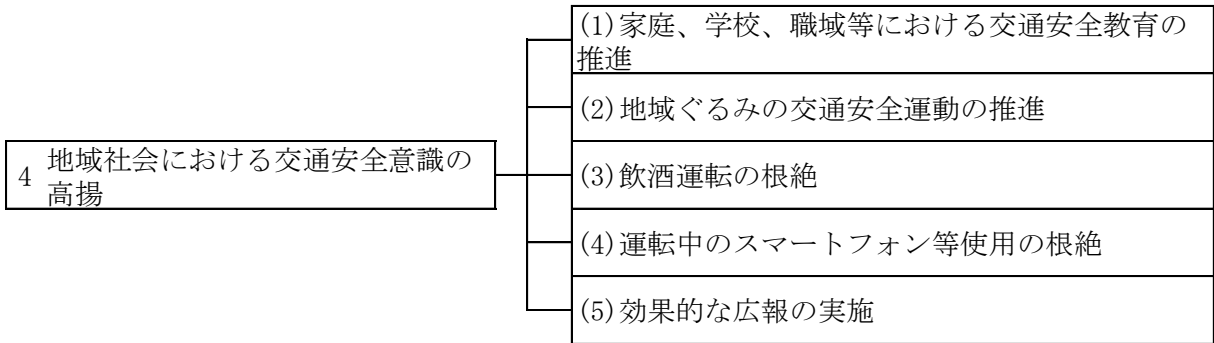 4 地域社会における交通安全意識の
高揚
(1)家庭、学校、職域等における交通安全教育の
推進
(2)地域ぐるみの交通安全運動の推進
(3)飲酒運転の根絶
(4)運転中のスマートフォン等使用の根絶
(5)効果的な広報の実施